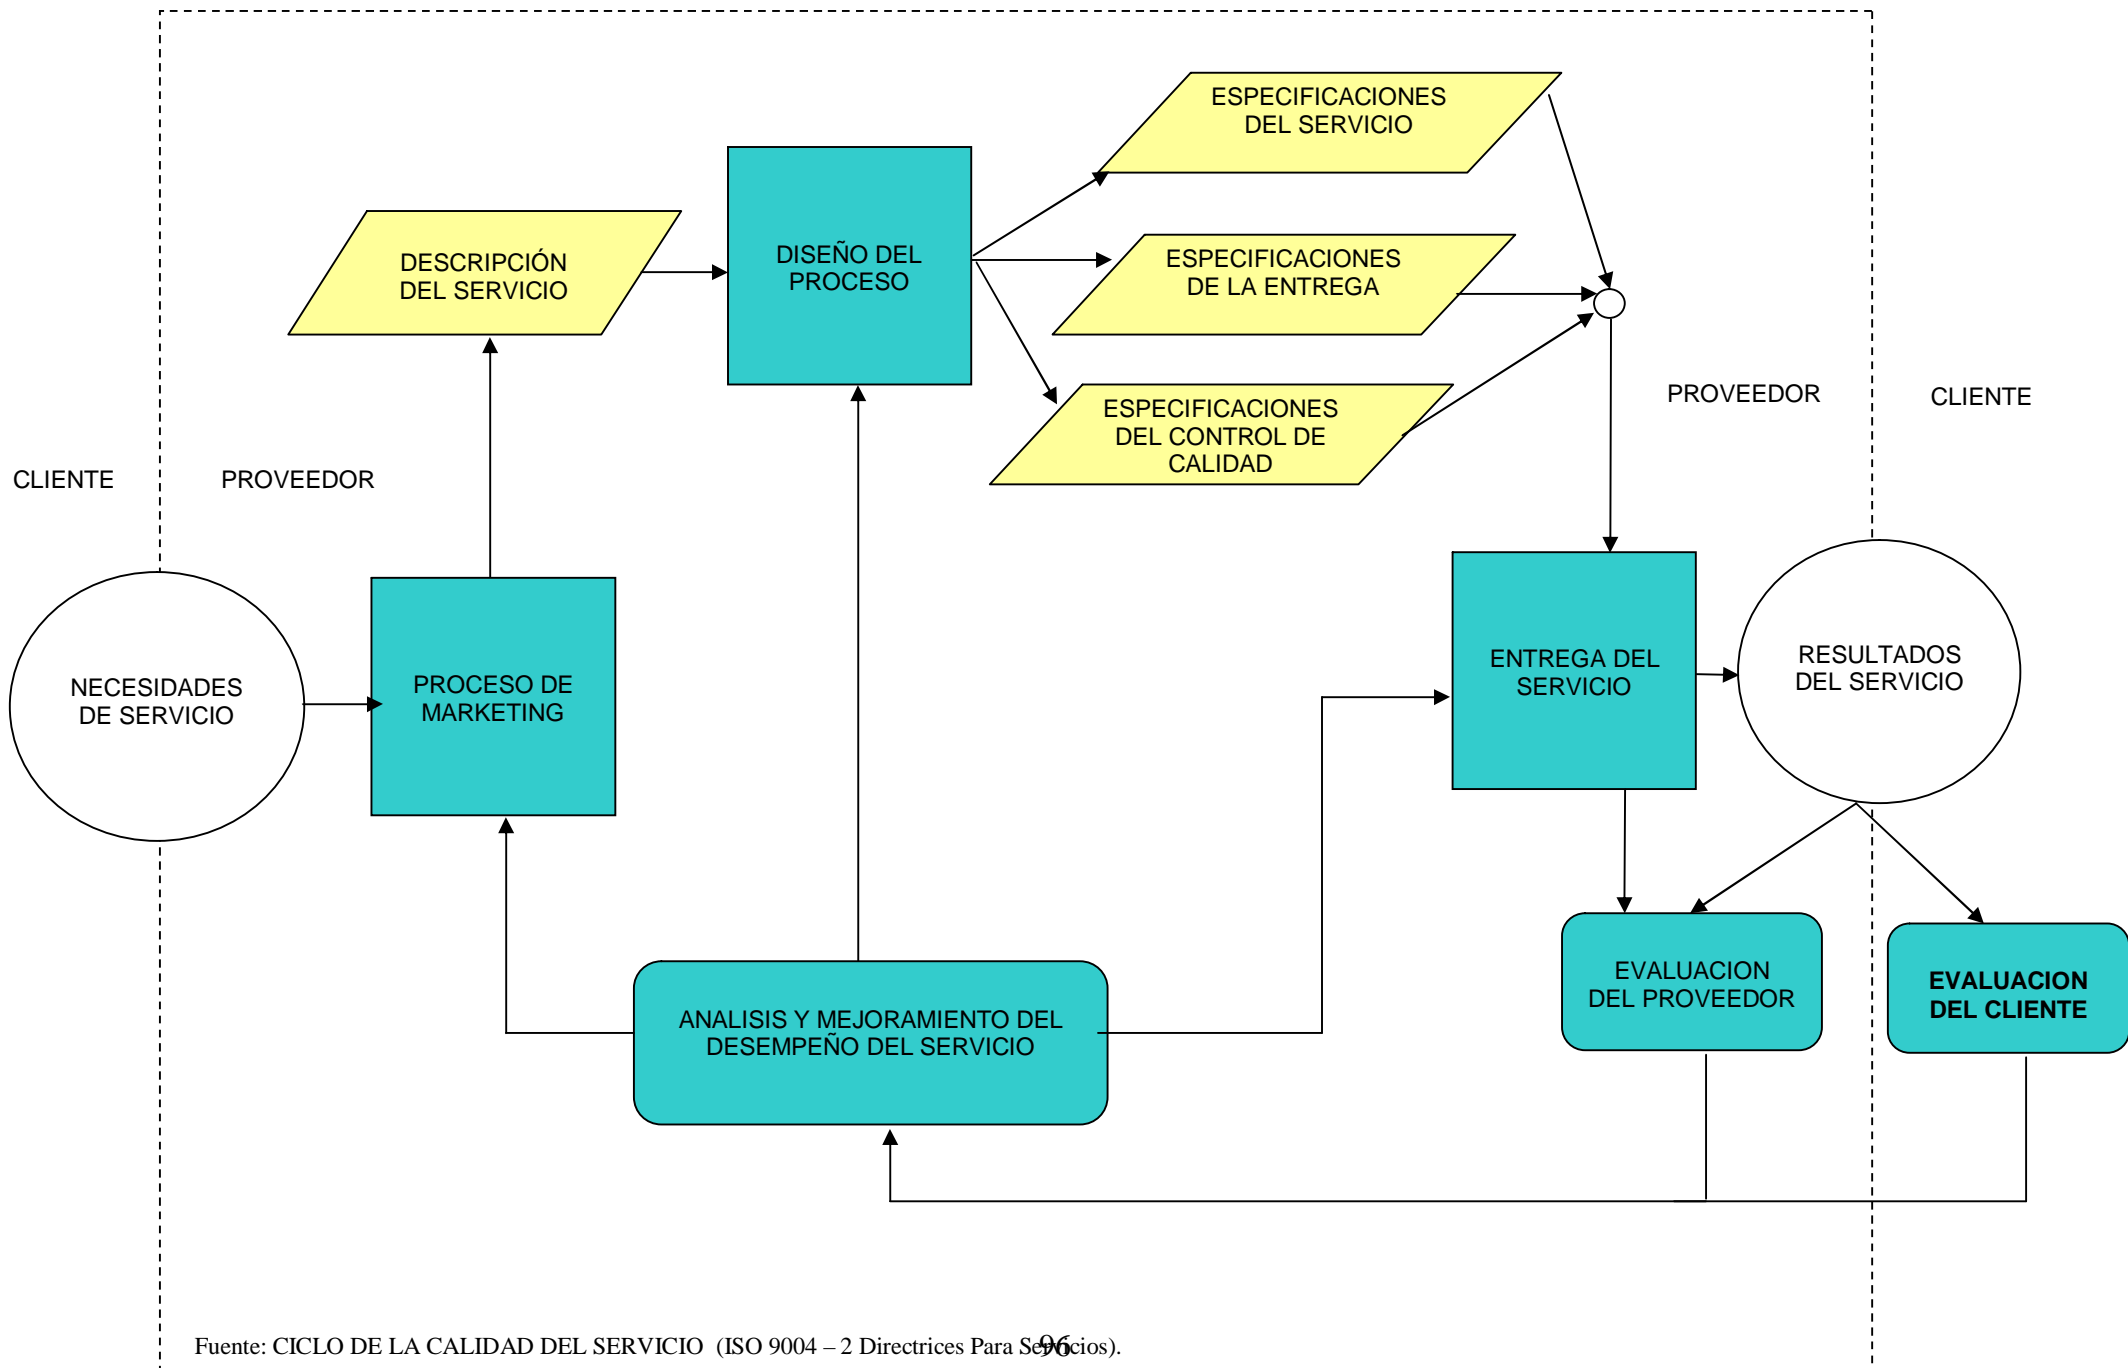 ESPECIFICACIONES
DEL SERVICIO
DISEÑO DEL
PROCESO
DESCRIPCIÓN
DEL SERVICIO
ESPECIFICACIONES
DE LA ENTREGA
ESPECIFICACIONES
DEL CONTROL DE
CALIDAD
PROVEEDOR
CLIENTE
CLIENTE
PROVEEDOR
NECESIDADES
DE SERVICIO
PROCESO DE
MARKETING
ENTREGA DEL
SERVICIO
RESULTADOS
DEL SERVICIO
ANALISIS Y MEJORAMIENTO DEL
DESEMPEÑO DEL SERVICIO
EVALUACION
DEL PROVEEDOR
EVALUACION
DEL CLIENTE
Fuente: CICLO DE LA CALIDAD DEL SERVICIO (ISO 9004 – 2 Directrices Para Servicios).
96